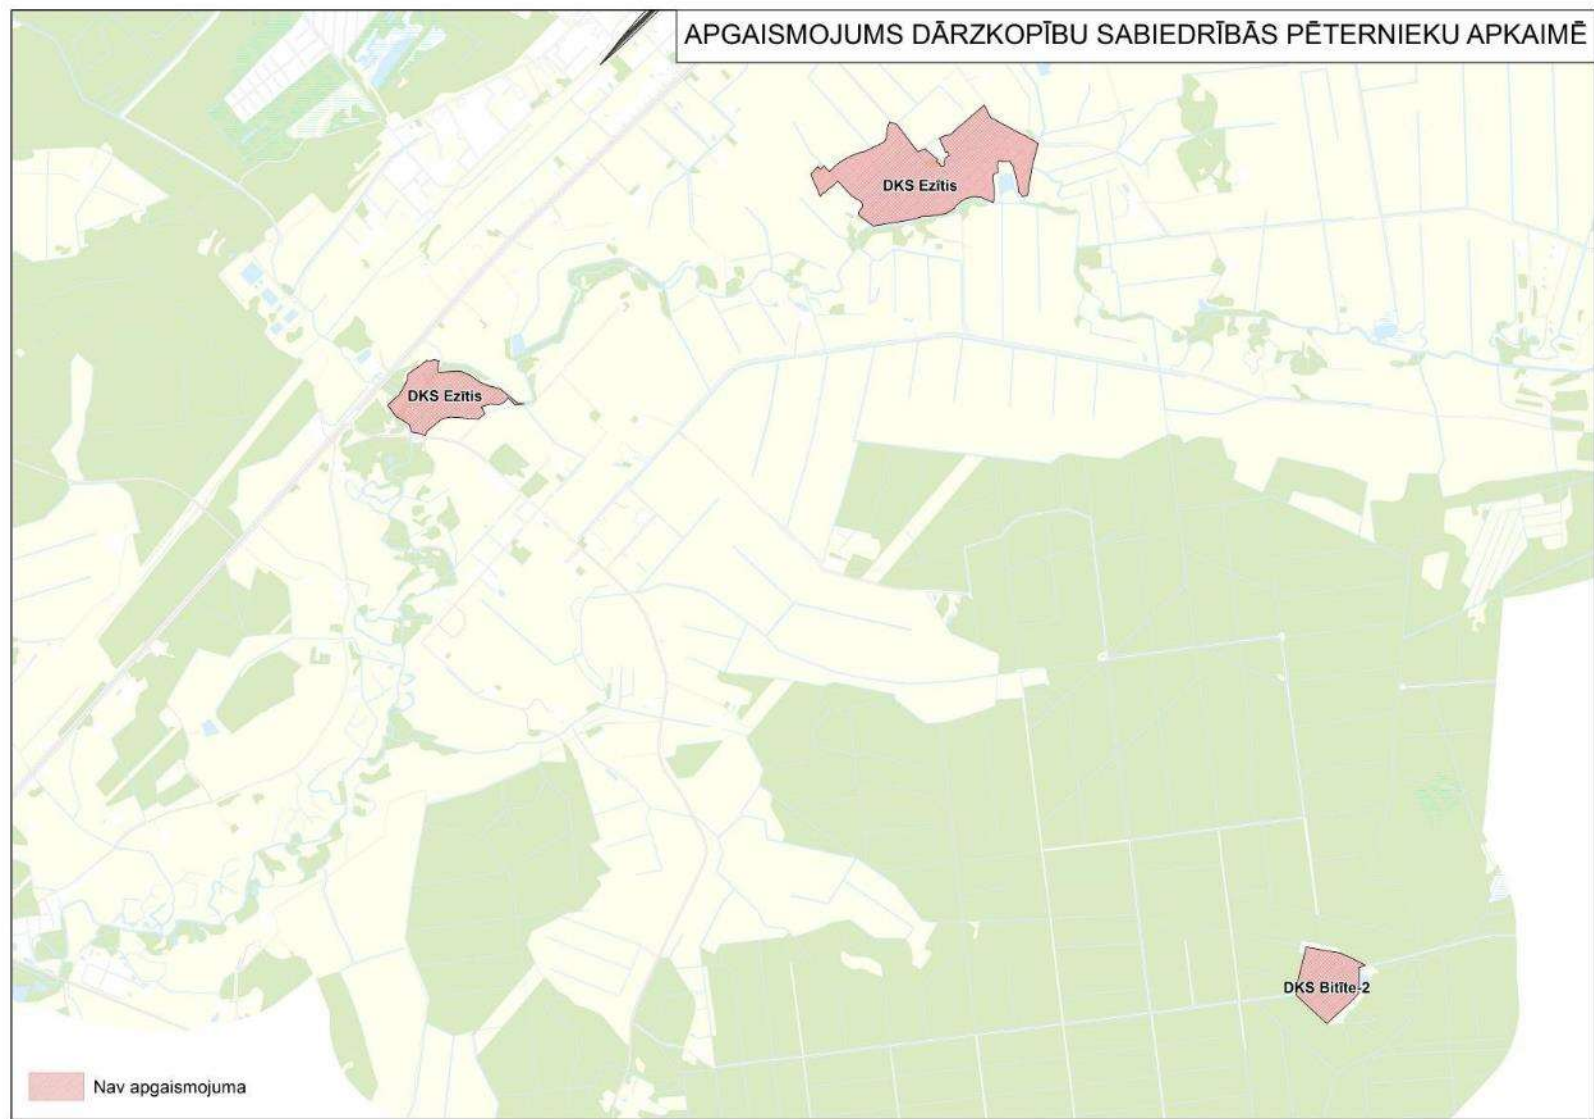 APGAISMOJUMS DĀRZKOPĪBU SABIEDRĪBĀS PĒTERNIEKU APKAIMĒ
DKS Ezītis
DKS Ezītis
DKS Bitīte-2
Nav apgaismojuma